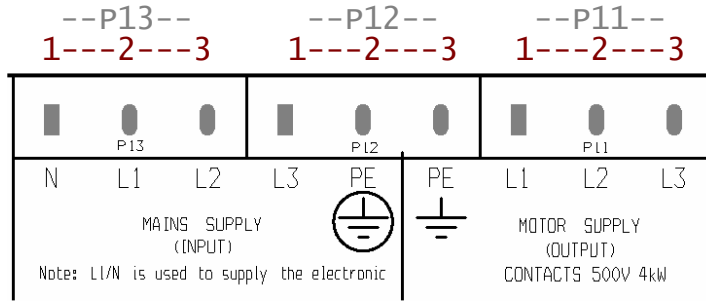 --P13-- --P12-- --P11--
1---2---3 1---2---3 1---2---3
P13 P12 P11
N L1 L2 L3 PE PE L1 L2 L3
MAINS SUPPLY
(INPUT)
Note: L1/N is used to supply the electronic
MOTOR SUPPLY
(OUTPUT)
CONTACTS 500V 4kW